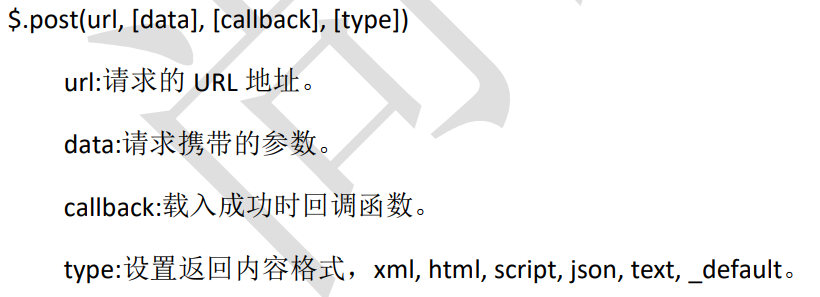 $.post(url, [data], [callback], [type])
url:请求的 URL 地址。
data:请求携带的参数。
callback:载入成功时回调函数。
type:设置返回内容格式，xml, html, script, json, text, _default。